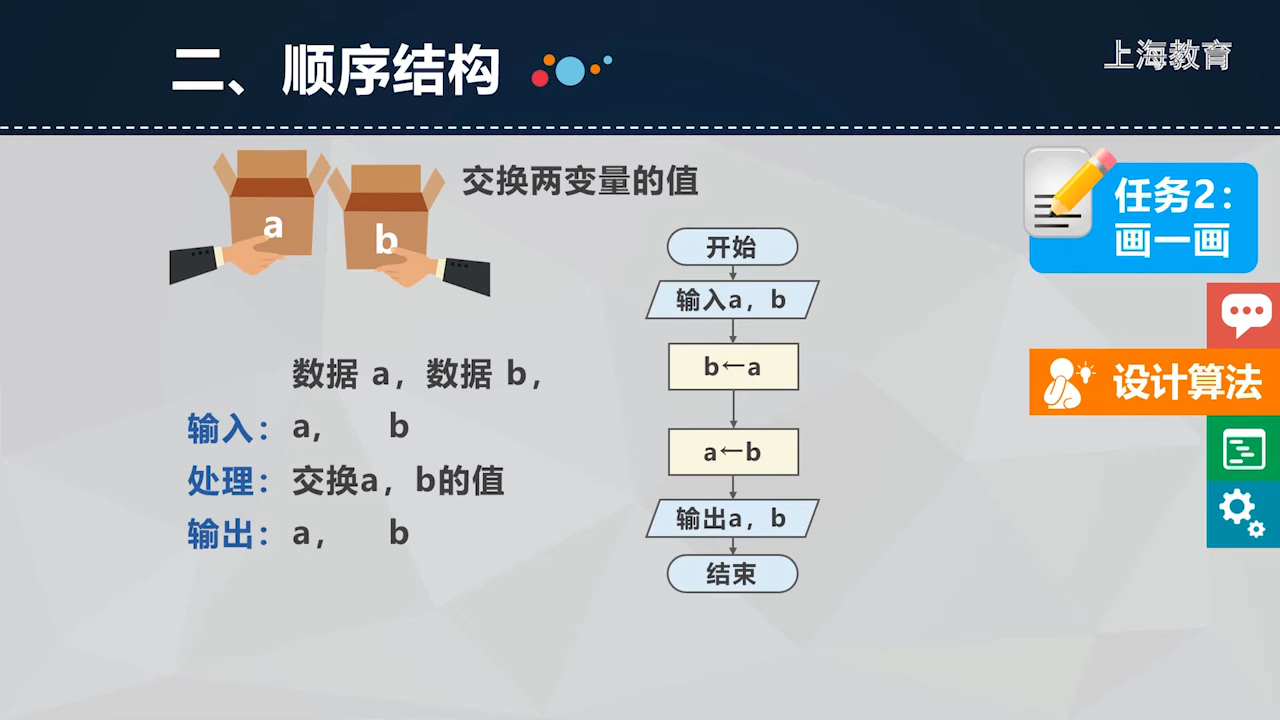 二、顺序结构
上海教育
a
b
交换两变量的值
任务2：
画一画
开始
输入a，b
b←a
a←b
输出a，b
结束
数据 a，数据 b，
输入：a， b
处理：交换a，b的值
输出：a， b
设计算法